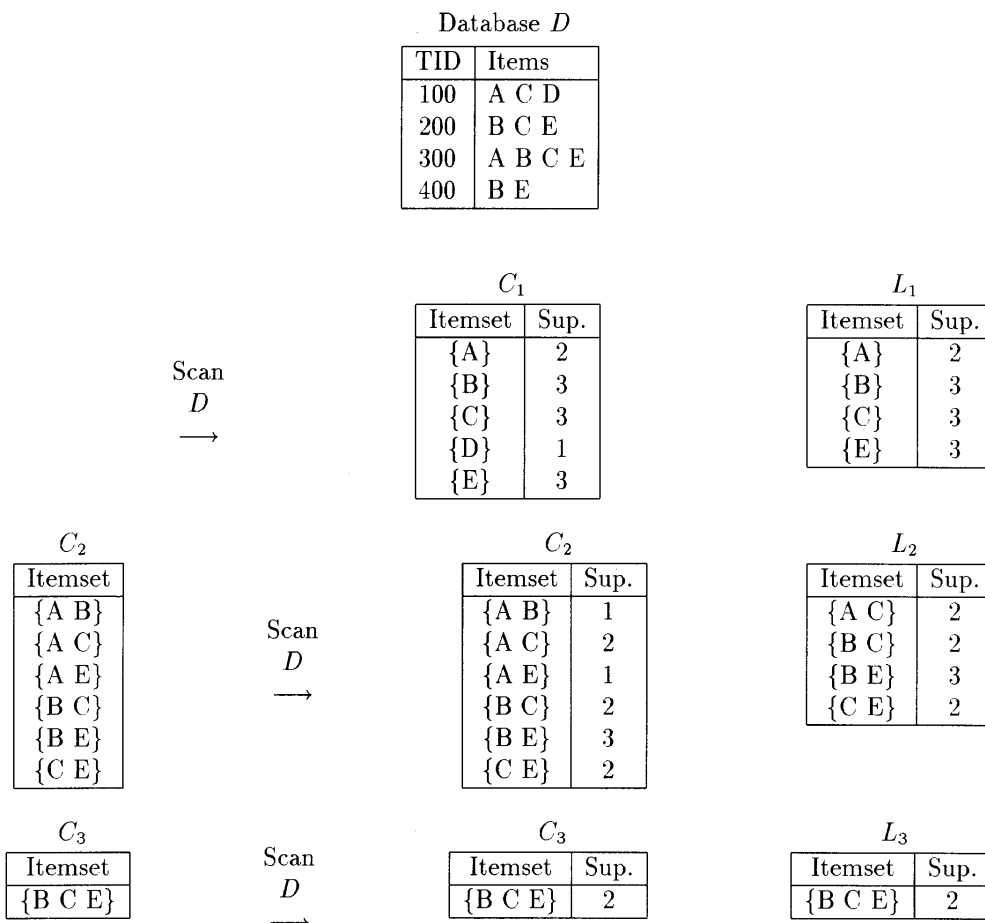 Database D
TID Items
100 A C D
200 B C E
300 A B C E
400 B E
C₁
Itemset Sup.
{A} 2
{B} 3
{C} 3
{D} 1
{E} 3
Scan
D
→
L₁
Itemset Sup.
{A} 2
{B} 3
{C} 3
{E} 3
C₂
Itemset
{A B}
{A C}
{A E}
{B C}
{B E}
{C E}
Scan
D
→
C₂
Itemset Sup.
{A B} 1
{A C} 2
{A E} 1
{B C} 2
{B E} 3
{C E} 2
L₂
Itemset Sup.
{A C} 2
{B C} 2
{B E} 3
{C E} 2
C₃
Itemset
{B C E}
Scan
D
→
C₃
Itemset Sup.
{B C E} 2
L₃
Itemset Sup.
{B C E} 2